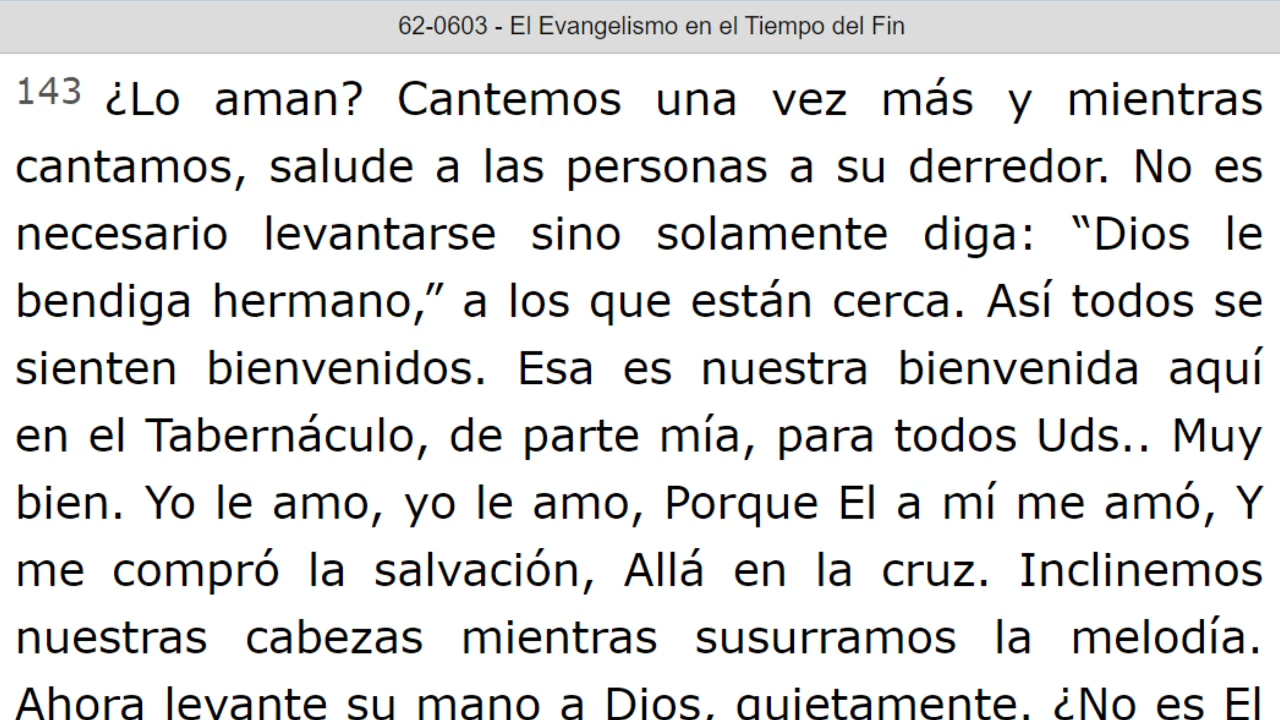 62-0603 - El Evangelismo en el Tiempo del Fin
143 ¿Lo aman? Cantemos una vez más y mientras
cantamos, salude a las personas a su derredor. No es
necesario levantarse sino solamente diga: “Dios le
bendiga hermano,” a los que están cerca. Así todos se
sienten bienvenidos. Esa es nuestra bienvenida aquí
en el Tabernáculo, de parte mía, para todos Uds.. Muy
bien. Yo le amo, yo le amo, Porque El a mí me amó, Y
me compró la salvación, Allá en la cruz. Inclinemos
nuestras cabezas mientras susurramos la melodía.
Ahora levante su mano a Dios, quietamente. ¿No es El